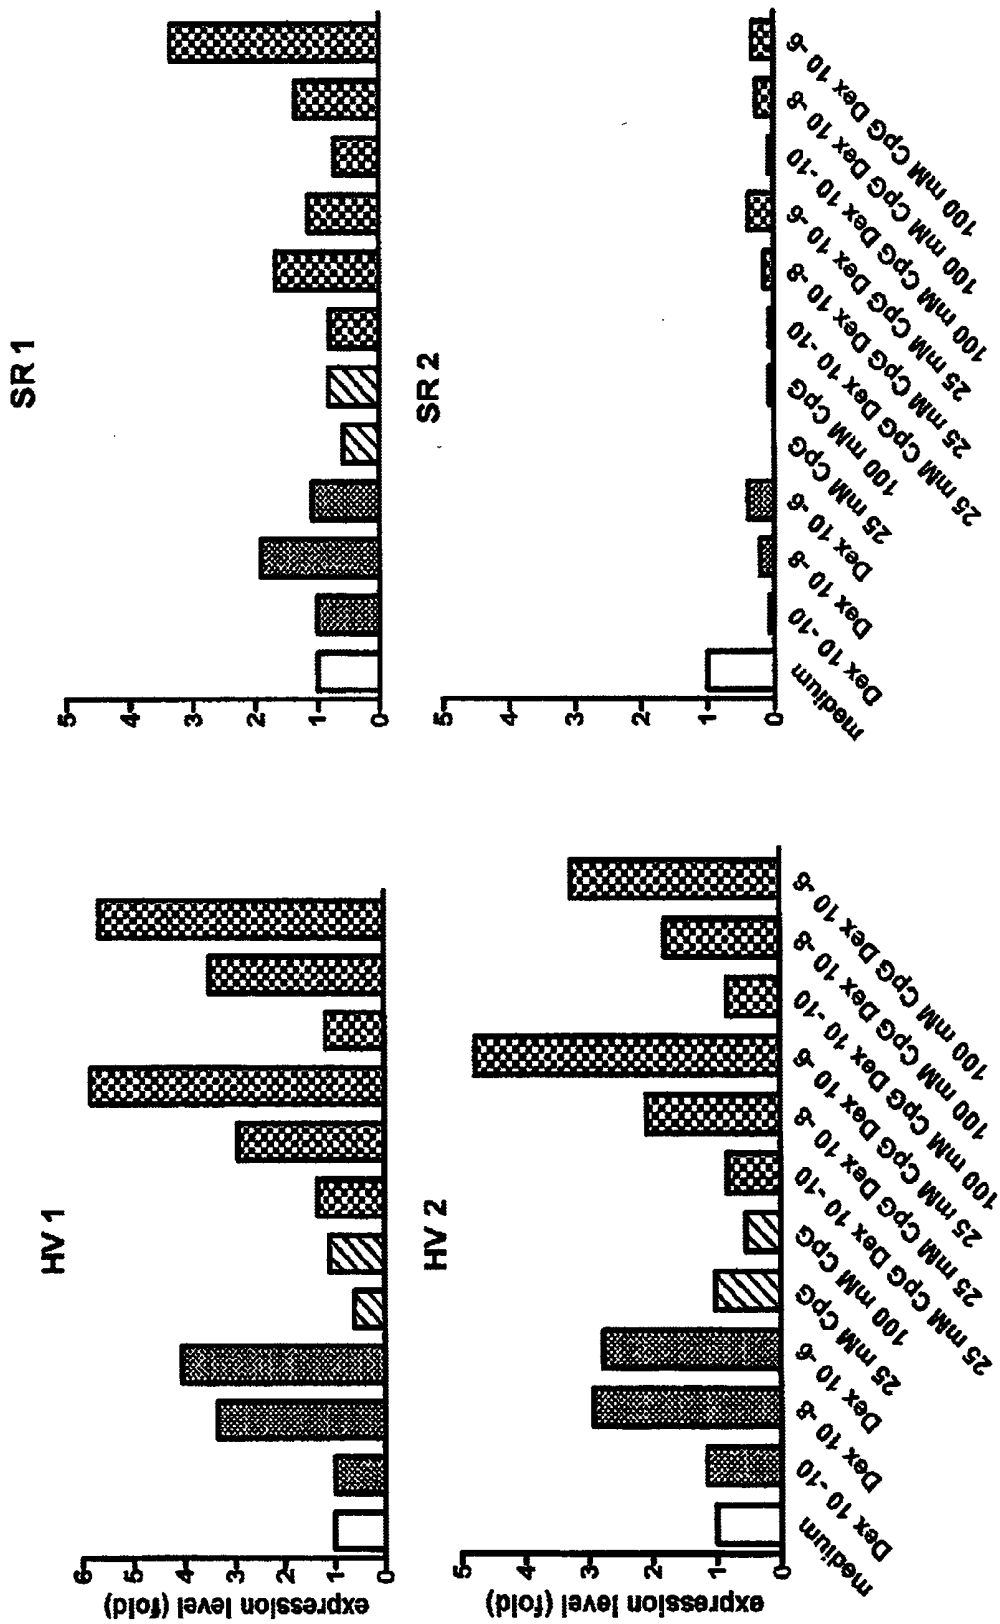 HV 1
expression level (fold)
6
5
4
3
2
1
0
SR 1
5
4
3
2
1
0
HV 2
expression level (fold)
5
4
3
2
1
0
medium
Dex 10 -10
Dex 10 -8
Dex 10 -6
25 mM CpG
100 mM CpG
25 mM CpG Dex 10 -10
25 mM CpG Dex 10 -8
25 mM CpG Dex 10 -6
100 mM CpG Dex 10 -10
100 mM CpG Dex 10 -8
100 mM CpG Dex 10 -6
SR 2
5
4
3
2
1
0
medium
Dex 10 -10
Dex 10 -8
Dex 10 -6
25 mM CpG
100 mM CpG
25 mM CpG Dex 10 -10
25 mM CpG Dex 10 -8
25 mM CpG Dex 10 -6
100 mM CpG Dex 10 -10
100 mM CpG Dex 10 -8
100 mM CpG Dex 10 -6